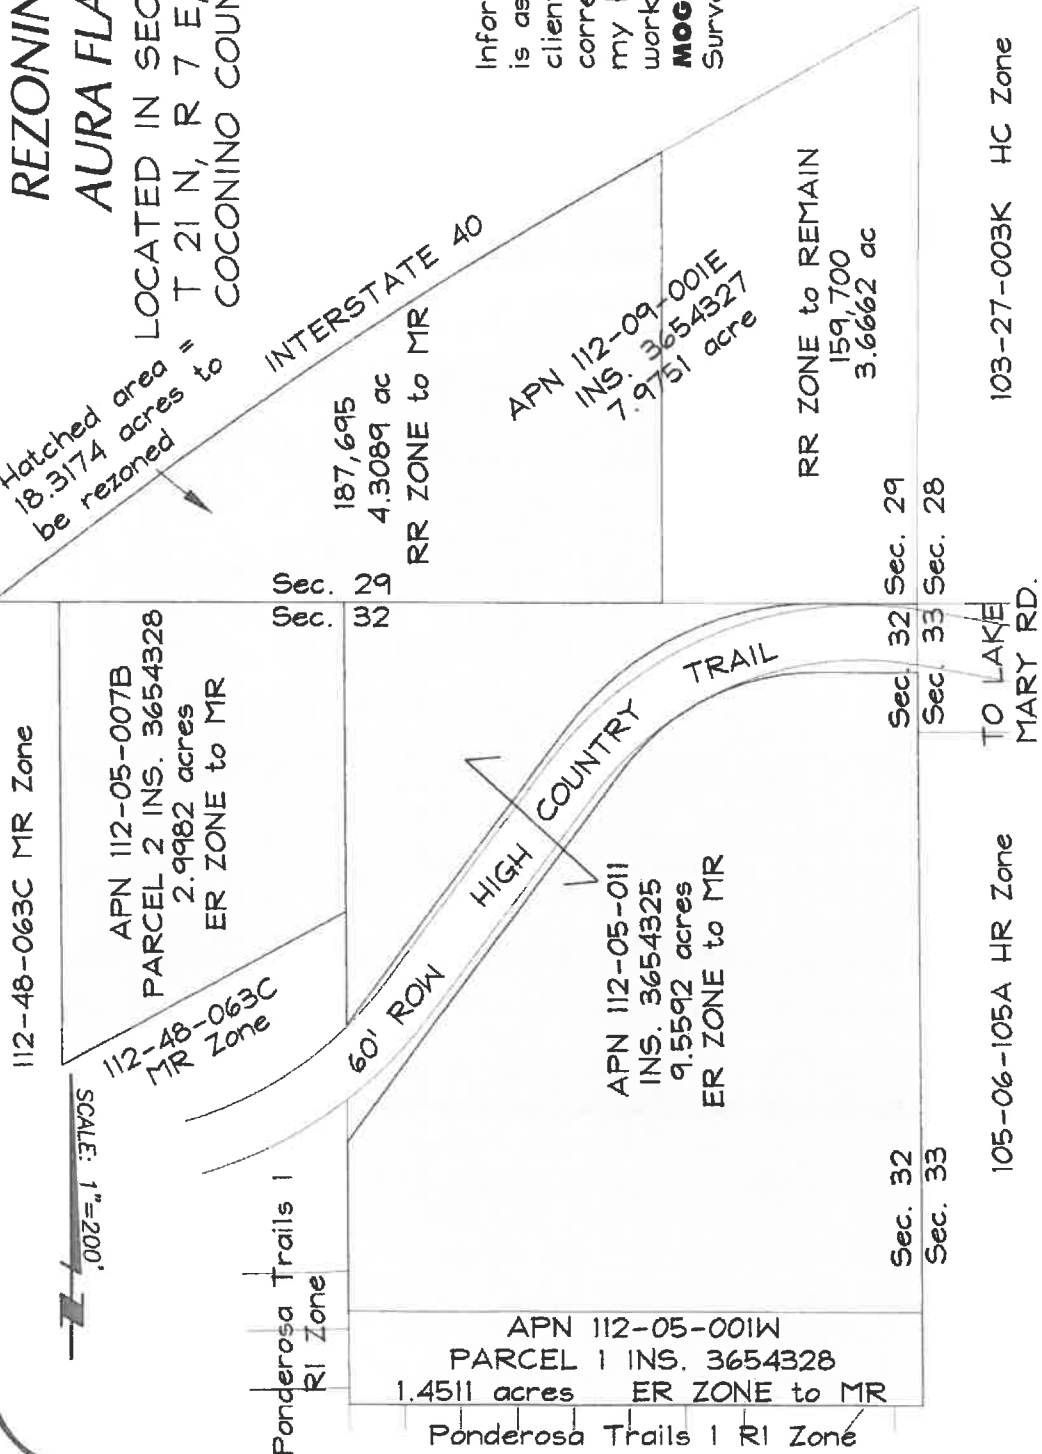 REZONIN
AURA FLA
LOCATED IN SEC
T 21 N, R 7 E,
COCONINO COUN
Infor
is as
client
corre
my
work
MOG
Surve
Hatched area =
18.3174 acres to
be rezoned
INTERSTATE 40
187,695
4.3089 ac
RR ZONE to MR
APN 112-09-001E
INS. 3654327
7.9751 acre
RR ZONE to REMAIN
159,700
3.6662 ac
103-27-003K HC Zone
Sec. 29
Sec. 32
Sec. 32 Sec. 29
Sec. 33 Sec. 28
112-48-063C MR Zone
APN 112-05-007B
PARCEL 2 INS. 3654328
2.9982 acres
ER ZONE to MR
112-48-063C
MR Zone
60' ROW
HIGH COUNTRY TRAIL
TO LAKE
MARY RD.
APN 112-05-011
INS. 3654325
9.5592 acres
ER ZONE to MR
105-06-105A HR Zone
SCALE: 1"=200'
N
Ponderosa Trails 1
R1 Zone
Sec. 32
Sec. 33
APN 112-05-001W
PARCEL 1 INS. 3654328
1.4511 acres ER ZONE to MR
Ponderosa Trails 1 R1 Zone